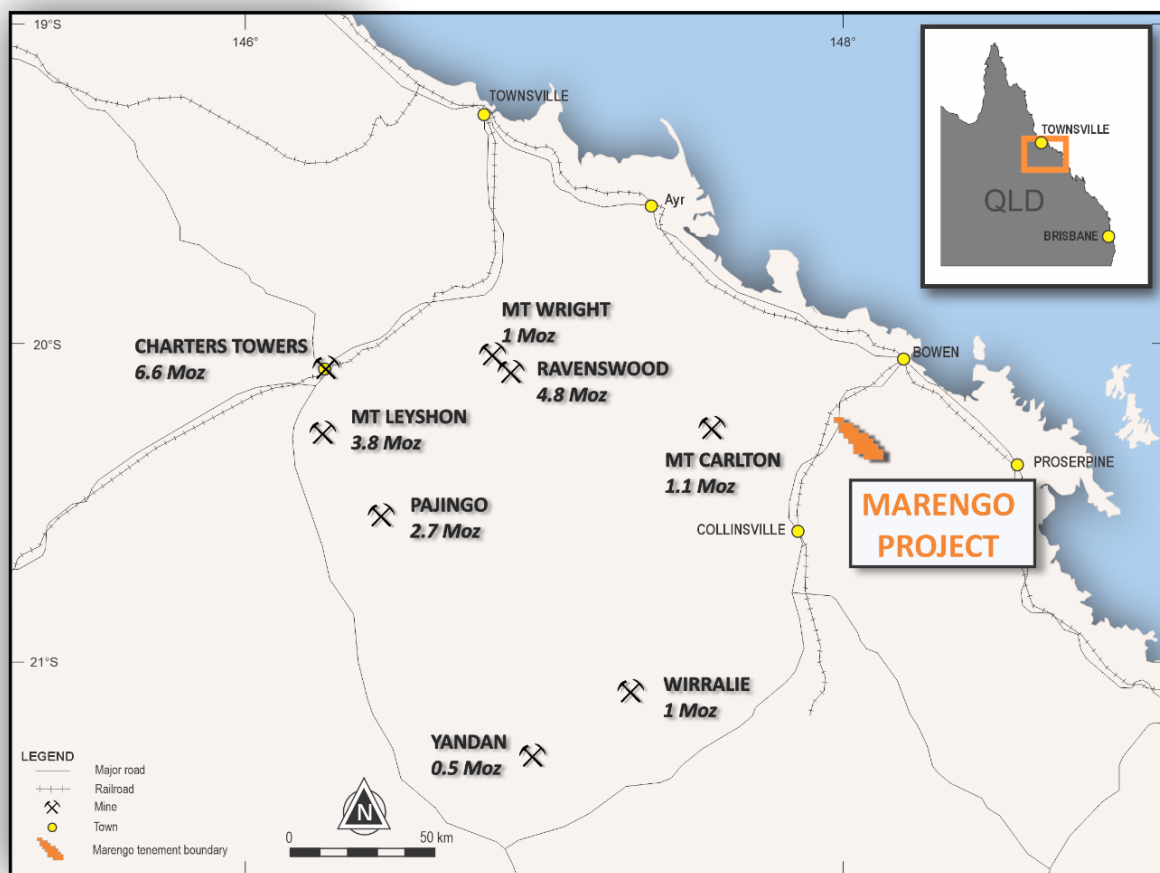 19°S
146°
148°
TOWNSVILLE
Ayr
TOWNSVILLE
QLD
BRISBANE
MT WRIGHT
1 Moz
20°S
CHARTERS TOWERS
6.6 Moz
RAVENSWOOD
4.8 Moz
BOWEN
MT LEYSHON
3.8 Moz
MT CARLTON
1.1 Moz
PROSERPINE
PAJINGO
2.7 Moz
MARENGO
PROJECT
COLLINSVILLE
21°S
WIRRALIE
1 Moz
YANDAN
0.5 Moz
LEGEND
Major road
Railroad
Mine
Town
Marengo tenement boundary
N
0
50 km